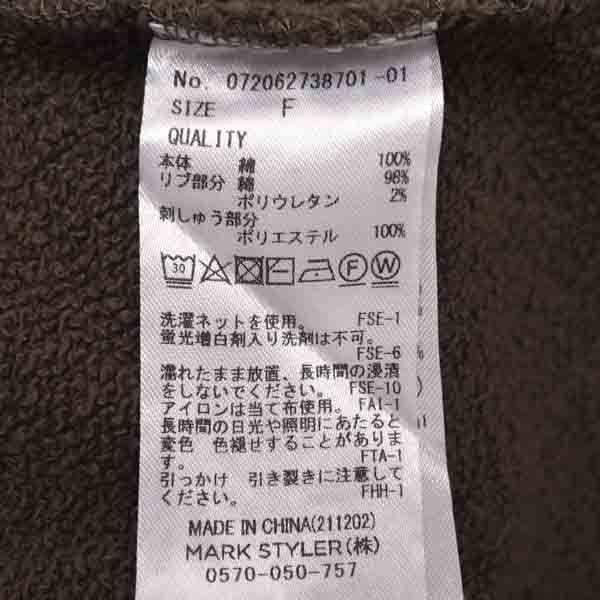 No. 072062738701-01
SIZE F
QUALITY
本体 綿 100%
リブ部分 綿 98%
ポリウレタン 2%
刺しゅう部分
ポリエステル 100%
30 F W
洗濯ネットを使用。 FSE-1
蛍光増白剤入り洗剤は不可。
FSE-6
濡れたまま放置、長時間の浸漬
をしないでください。 FSE-10
アイロンは当て布使用。 FAI-1
長時間の日光や照明にあたると
変色 色褪せすることがありま
す。 FTA-1
引っかけ 引き裂きに注意して
ください。 FHH-1
MADE IN CHINA(211202)
MARK STYLER(株)
0570-050-757